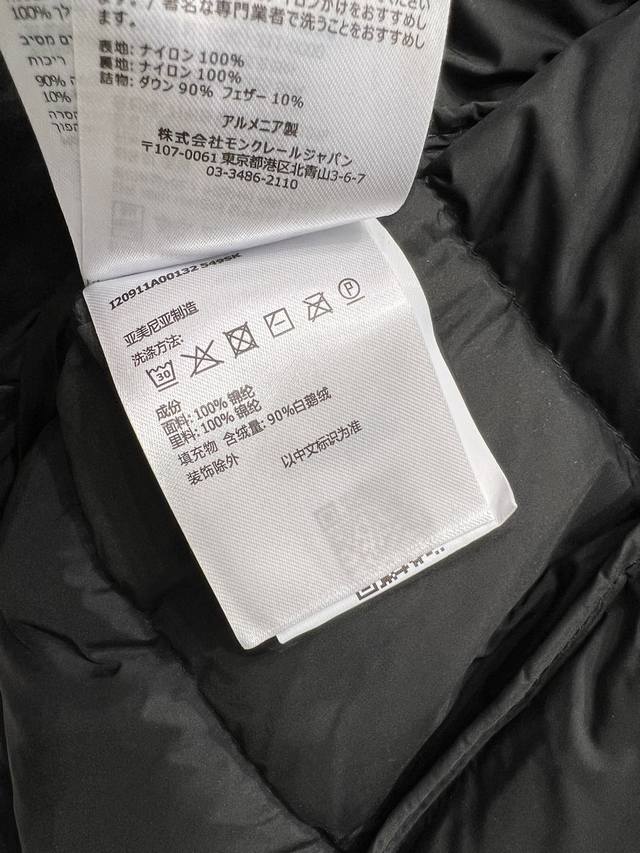 ます。/ 著名な専門業者で洗うことをおすすめし
ます。
表地: ナイロン 100%
裏地: ナイロン 100%
詰物: ダウン 90% フェザー 10%
アルメニア製
株式会社モンクレールジャパン
〒107-0061 東京都港区北青山3-6-7
03-3486-2110
100%
90%
10%
I20911A00132 549SK
亚美尼亚制造
洗涤方法:
30
P
成份
面料: 100% 锦纶
里料: 100% 锦纶
填充物 含绒量: 90%白鹅绒
装饰除外 以中文标识为准